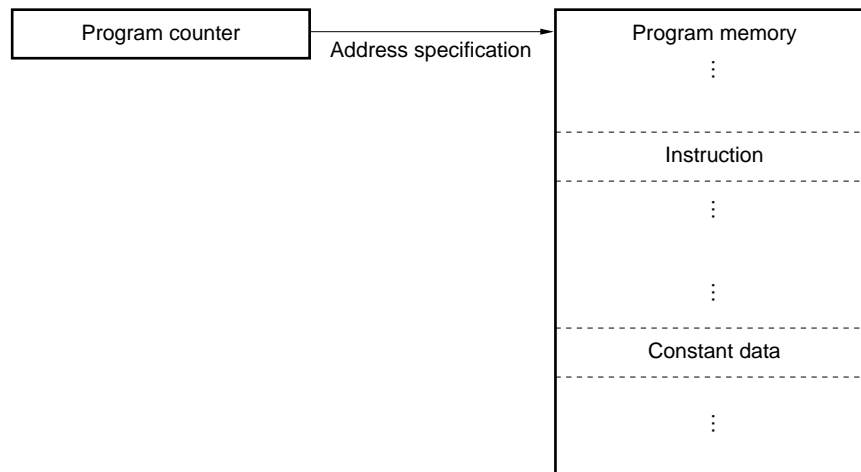 Program counter
Address specification
Program memory
⋮
Instruction
⋮
⋮
Constant data
⋮